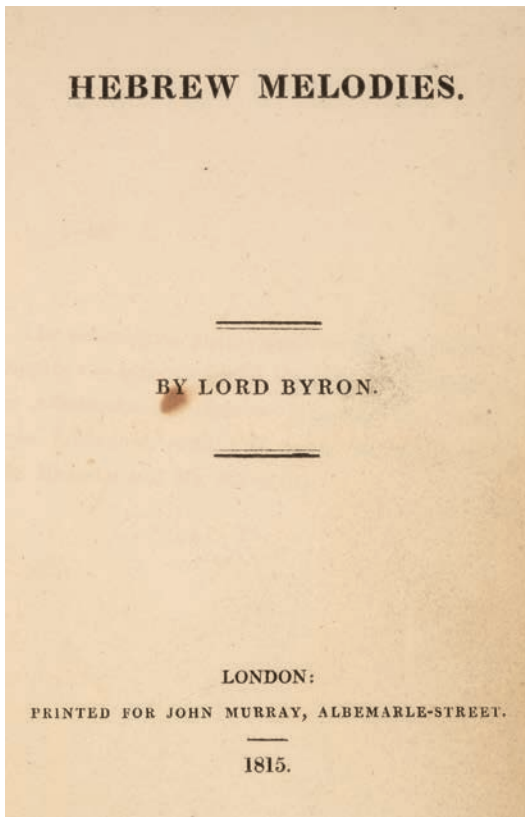 HEBREW MELODIES.
BY LORD BYRON.
LONDON:
PRINTED FOR JOHN MURRAY, ALBEMARLE-STREET.
1815.